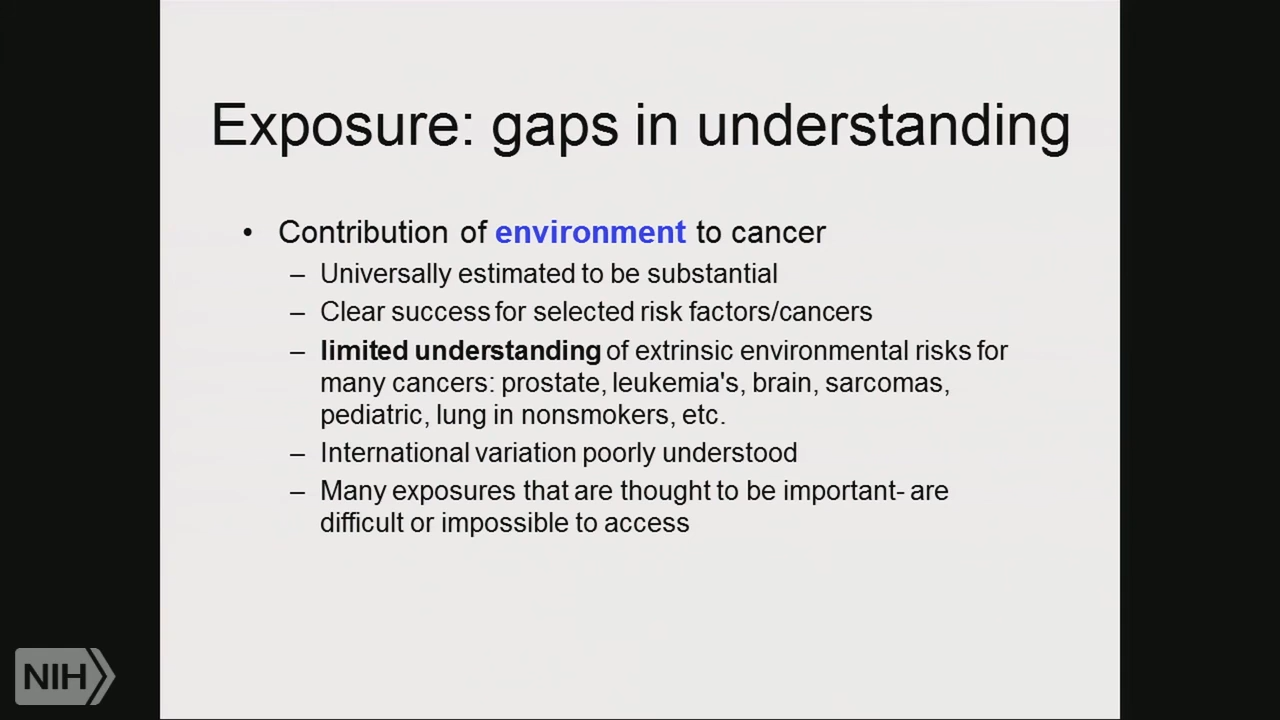 Exposure: gaps in understanding
• Contribution of environment to cancer
– Universally estimated to be substantial
– Clear success for selected risk factors/cancers
– limited understanding of extrinsic environmental risks for
many cancers: prostate, leukemia's, brain, sarcomas,
pediatric, lung in nonsmokers, etc.
– International variation poorly understood
– Many exposures that are thought to be important- are
difficult or impossible to access
NIH